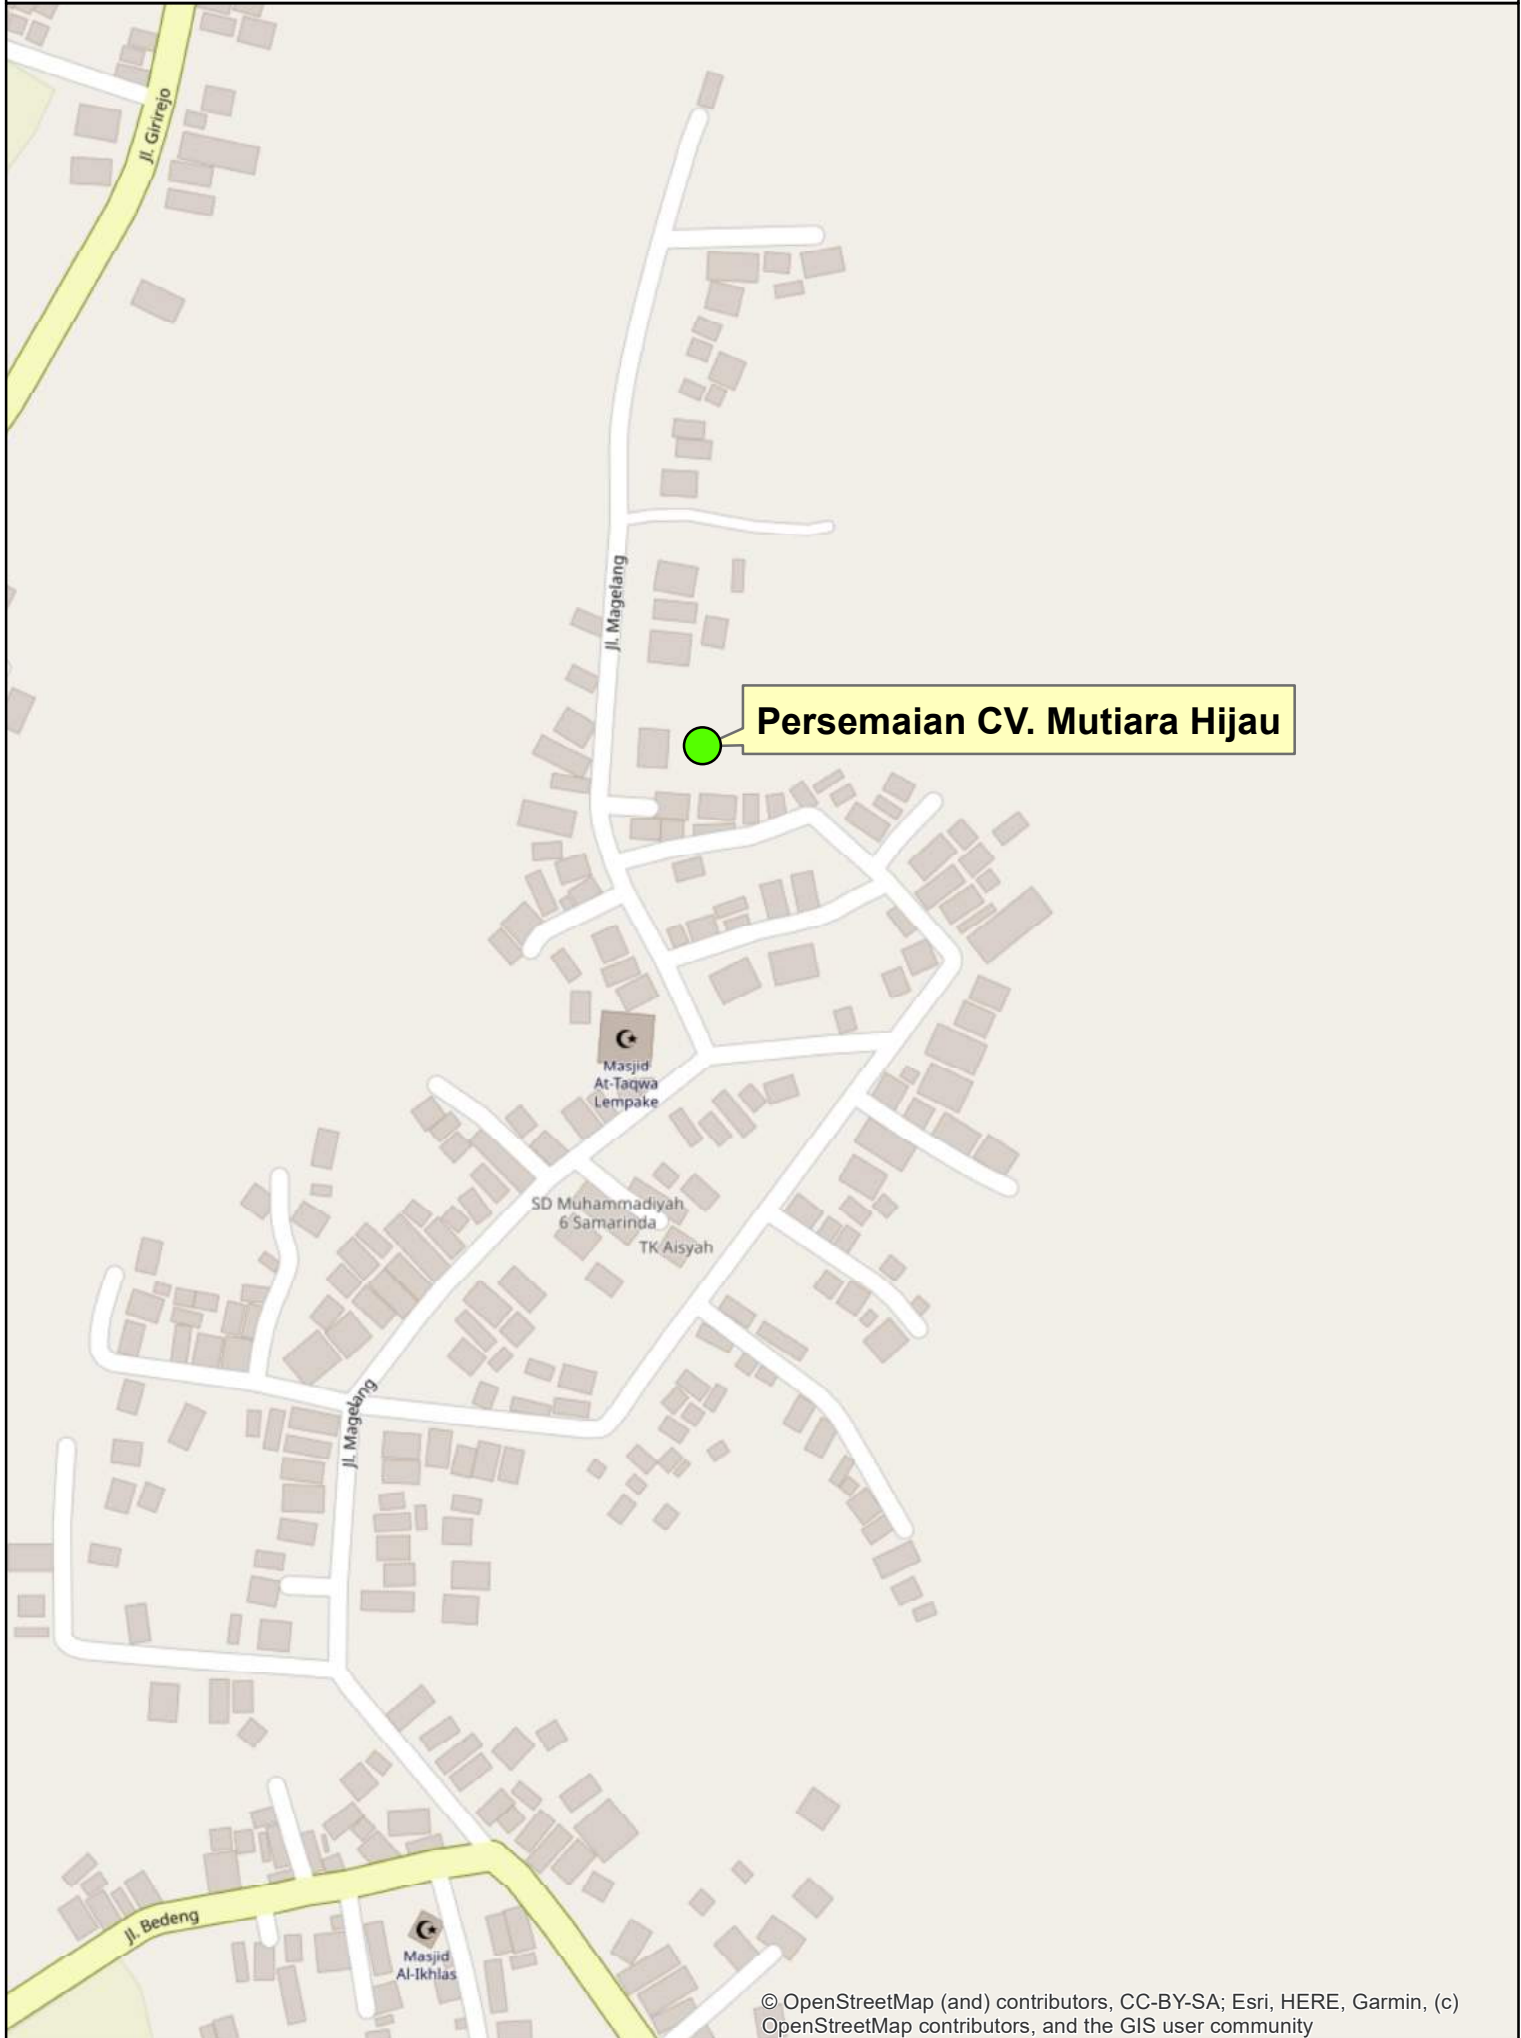 Jl. Girirejo
Jl. Magelang
Persemaian CV. Mutiara Hijau
Masjid
At-Taqwa
Lempake
SD Muhammadiyah
6 Samarinda
TK Aisyah
Jl. Magelang
Jl. Bedeng
Masjid
Al-Ikhlas
© OpenStreetMap (and) contributors, CC-BY-SA; Esri, HERE, Garmin, (c)
OpenStreetMap contributors, and the GIS user community